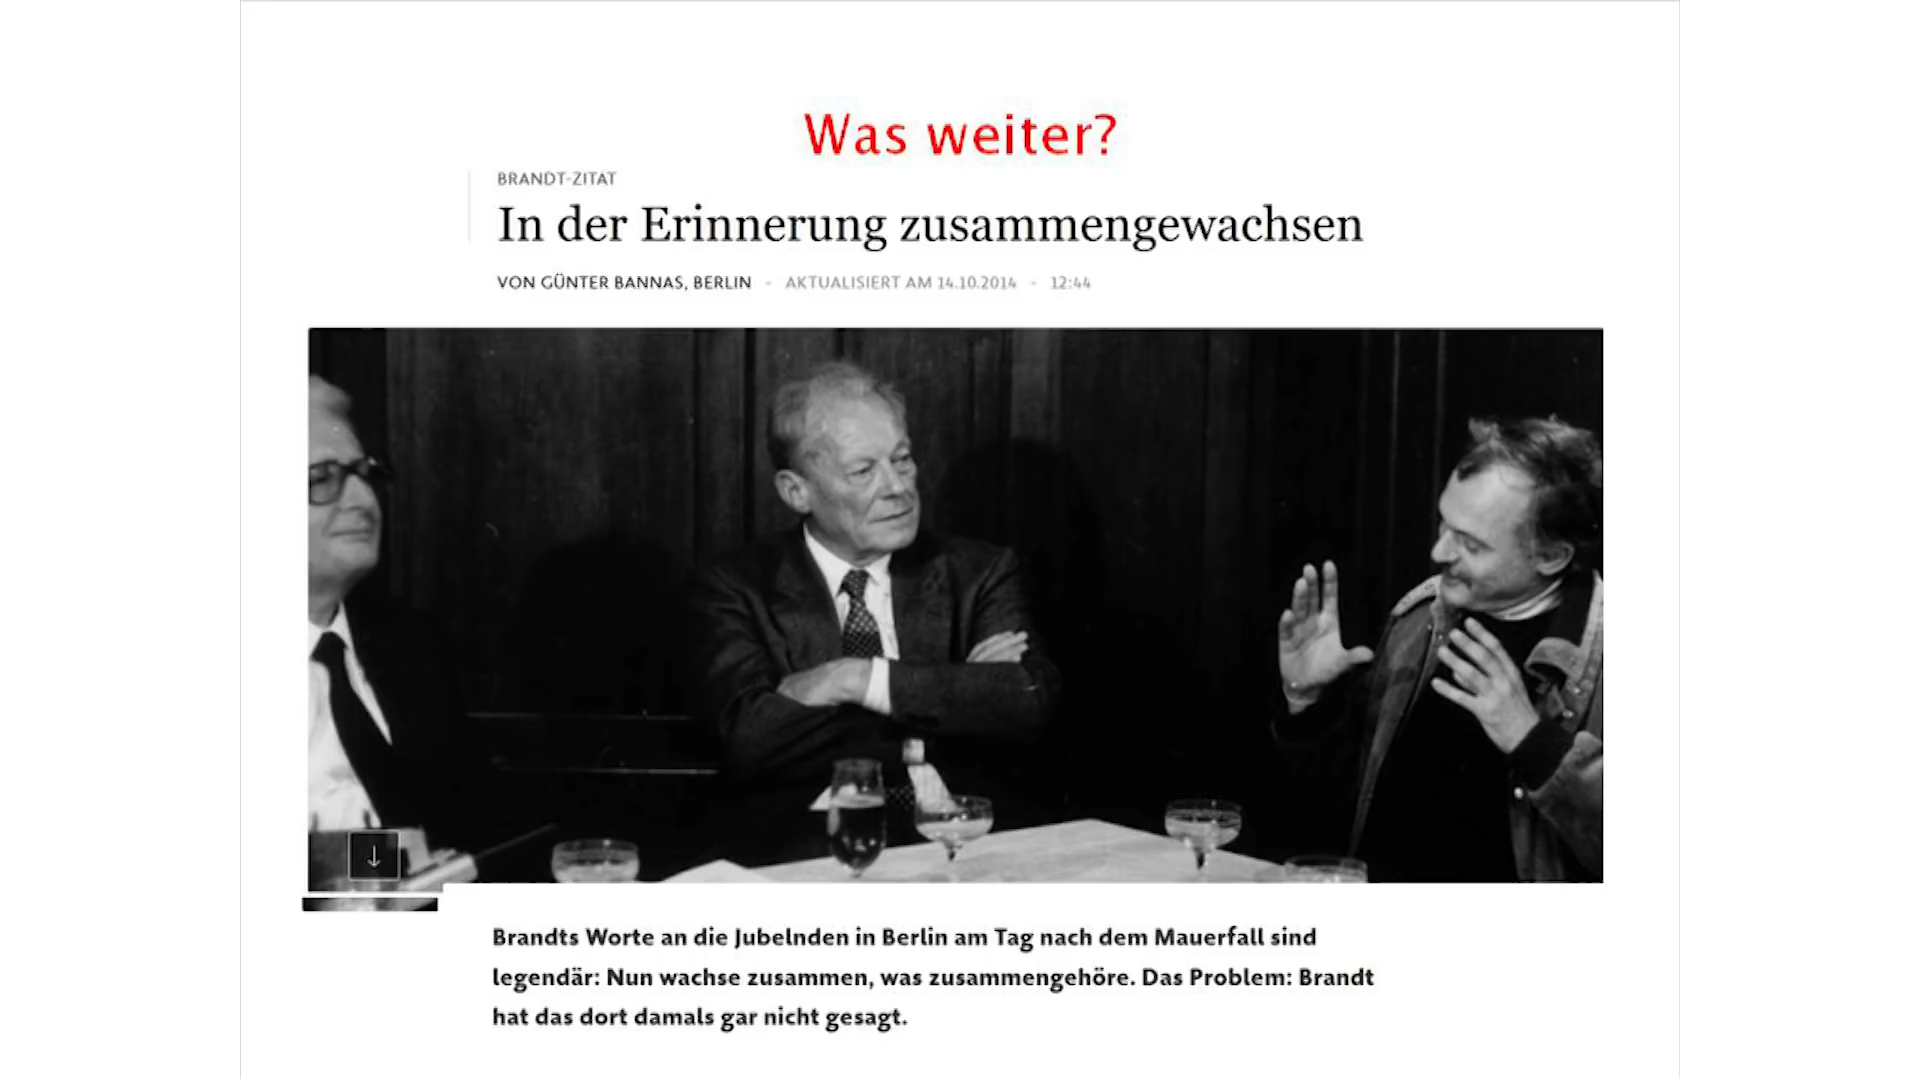 Was weiter?
BRANDT-ZITAT
In der Erinnerung zusammengewachsen
VON GÜNTER BANNAS, BERLIN - AKTUALISIERT AM 14.10.2014 - 12:44
Brandts Worte an die Jubelnden in Berlin am Tag nach dem Mauerfall sind
legendär: Nun wachse zusammen, was zusammengehöre. Das Problem: Brandt
hat das dort damals gar nicht gesagt.